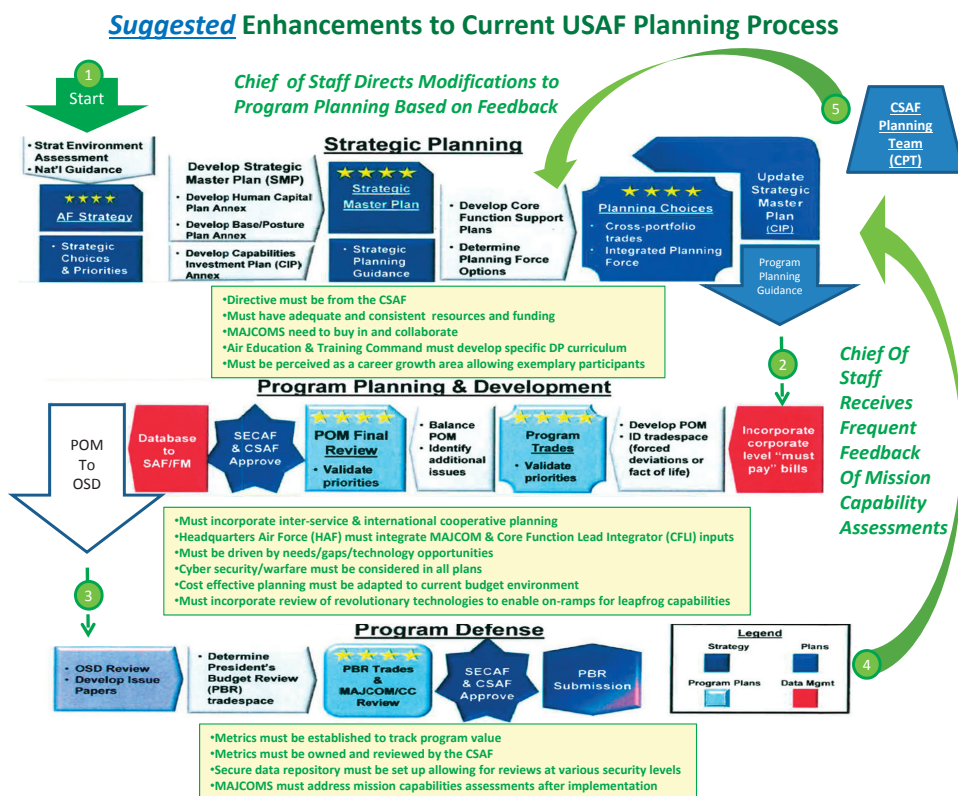 Suggested Enhancements to Current USAF Planning Process
1
Start
Chief of Staff Directs Modifications to
Program Planning Based on Feedback
5
CSAF
Planning
Team
(CPT)
Strategic Planning
• Strat Environment
Assessment
• Nat'l Guidance
AF Strategy
• Strategic
Choices
& Priorities
Develop Strategic
Master Plan (SMP)
• Develop Human Capital
Plan Annex
• Develop Base/Posture
Plan Annex
• Develop Capabilities
Investment Plan (CIP)
Annex
Strategic
Master Plan
• Strategic
Planning
Guidance
• Develop Core
Function Support
Plans
• Determine
Planning Force
Options
Planning Choices
• Cross-portfolio
trades
• Integrated Planning
Force
Update
Strategic
Master
Plan
(CIP)
Program
Planning
Guidance
•Directive must be from the CSAF
•Must have adequate and consistent resources and funding
•MAJCOMS need to buy in and collaborate
•Air Education & Training Command must develop specific DP curriculum
•Must be perceived as a career growth area allowing exemplary participants
2
Chief Of
Staff
Receives
Frequent
Feedback
Of Mission
Capability
Assessments
Program Planning & Development
POM
To
OSD
Database
to
SAF/FM
SECAF
& CSAF
Approve
POM Final
Review
• Validate
priorities
• Balance
POM
• Identify
additional
issues
Program
Trades
• Validate
priorities
• Develop POM
• ID tradespace
(forced
deviations or
fact of life)
Incorporate
corporate
level "must
pay" bills
•Must incorporate inter-service & international cooperative planning
•Headquarters Air Force (HAF) must integrate MAJCOM & Core Function Lead Integrator (CFLI) inputs
•Must be driven by needs/gaps/technology opportunities
•Cyber security/warfare must be considered in all plans
•Cost effective planning must be adapted to current budget environment
•Must incorporate review of revolutionary technologies to enable on-ramps for leapfrog capabilities
3
Program Defense
• OSD Review
• Develop Issue
Papers
• Determine
President's
Budget Review
(PBR)
tradespace
PBR Trades
&
MAJCOM/CC
Review
SECAF
& CSAF
Approve
PBR
Submission
Legend
Strategy
Plans
Program Plans
Data Mgmt
4
•Metrics must be established to track program value
•Metrics must be owned and reviewed by the CSAF
•Secure data repository must be set up allowing for reviews at various security levels
•MAJCOMS must address mission capabilities assessments after implementation